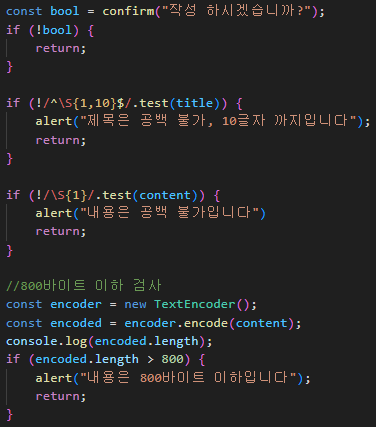 const bool = confirm("작성 하시겠습니까?");
if (!bool) {
    return;
}

if (!/^\S{1,10}$/.test(title)) {
    alert("제목은 공백 불가, 10글자 까지입니다");
    return;
}

if (!/\S{1}/.test(content)) {
    alert("내용은 공백 불가입니다")
    return;
}

//800바이트 이하 검사
const encoder = new TextEncoder();
const encoded = encoder.encode(content);
console.log(encoded.length);
if (encoded.length > 800) {
    alert("내용은 800바이트 이하입니다");
    return;
}